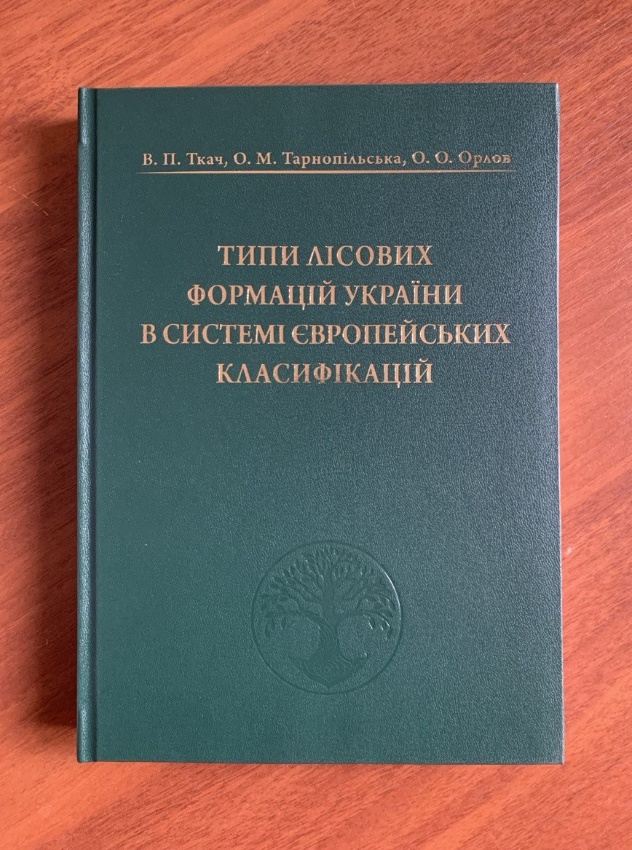 В. П. Ткач, О. М. Тарнопільська, О. О. Орлов
ТИПИ ЛІСОВИХ
ФОРМАЦІЙ УКРАЇНИ
В СИСТЕМІ ЄВРОПЕЙСЬКИХ
КЛАСИФІКАЦІЙ